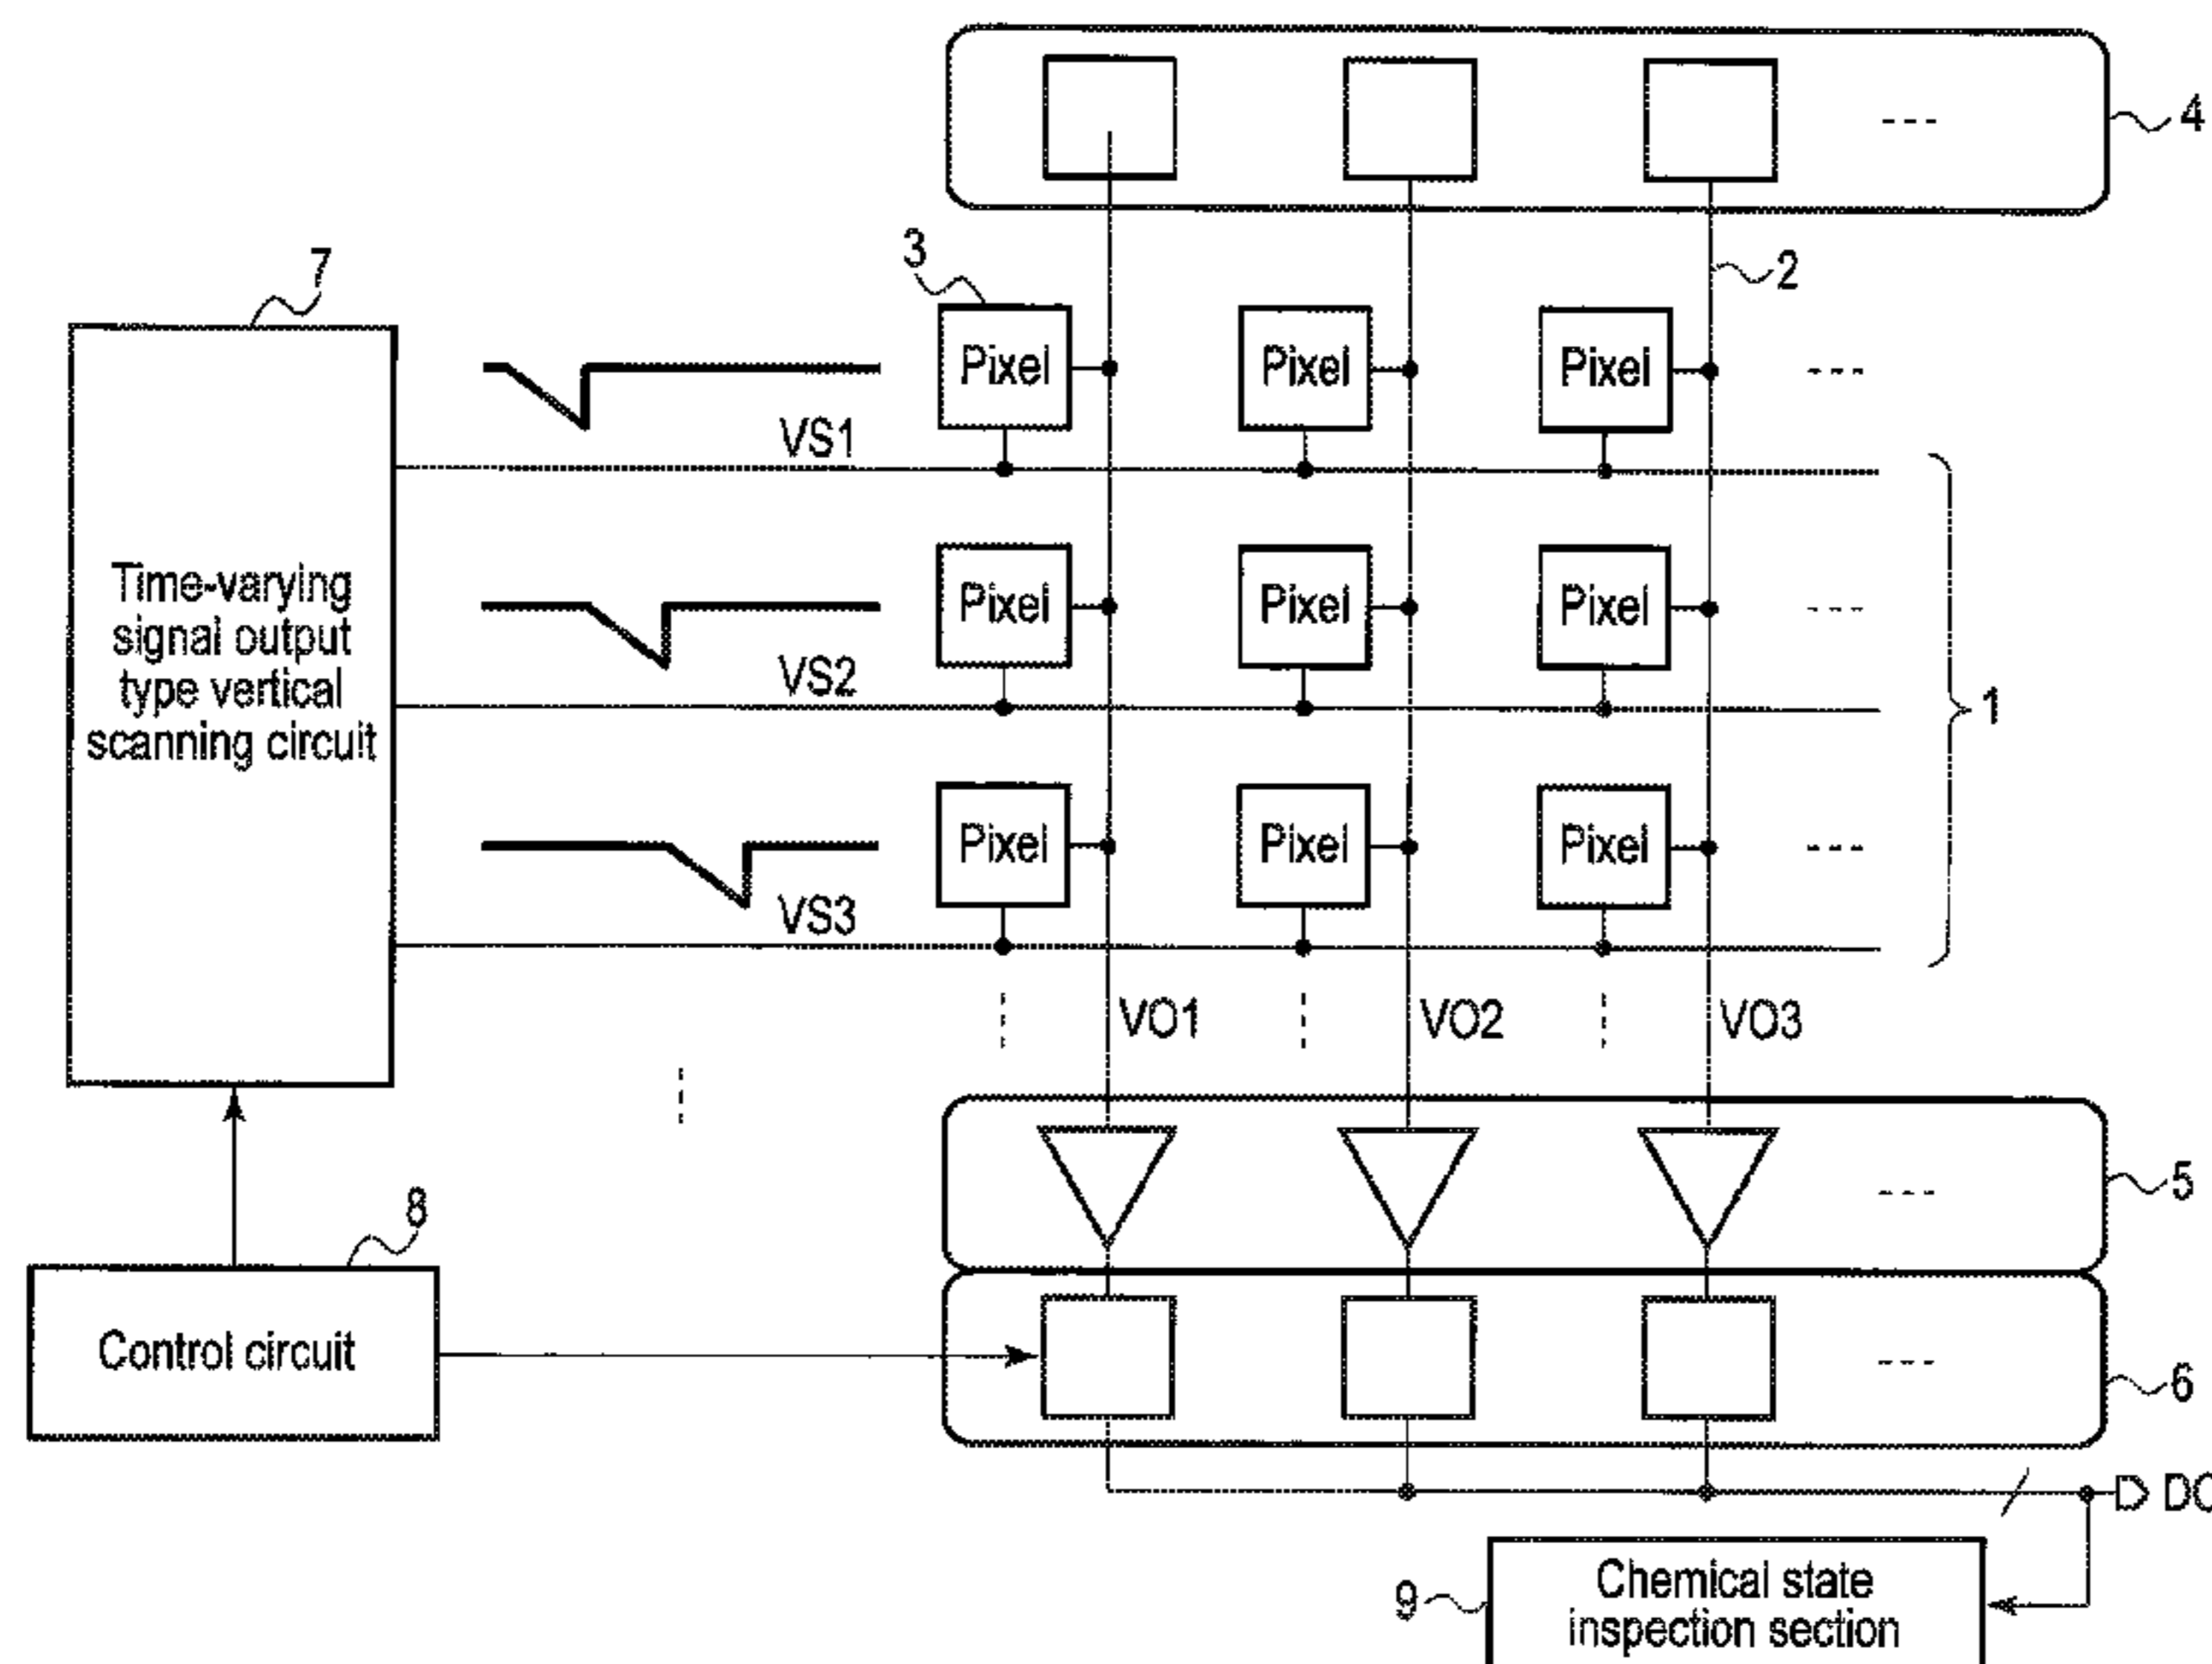 4
3
2
7
Pixel Pixel Pixel
VS1
Time-varying
signal output
type vertical
scanning circuit
Pixel Pixel Pixel
VS2
1
Pixel Pixel Pixel
VS3
VO1 VO2 VO3
5
8
Control circuit
6
9
Chemical state
inspection section